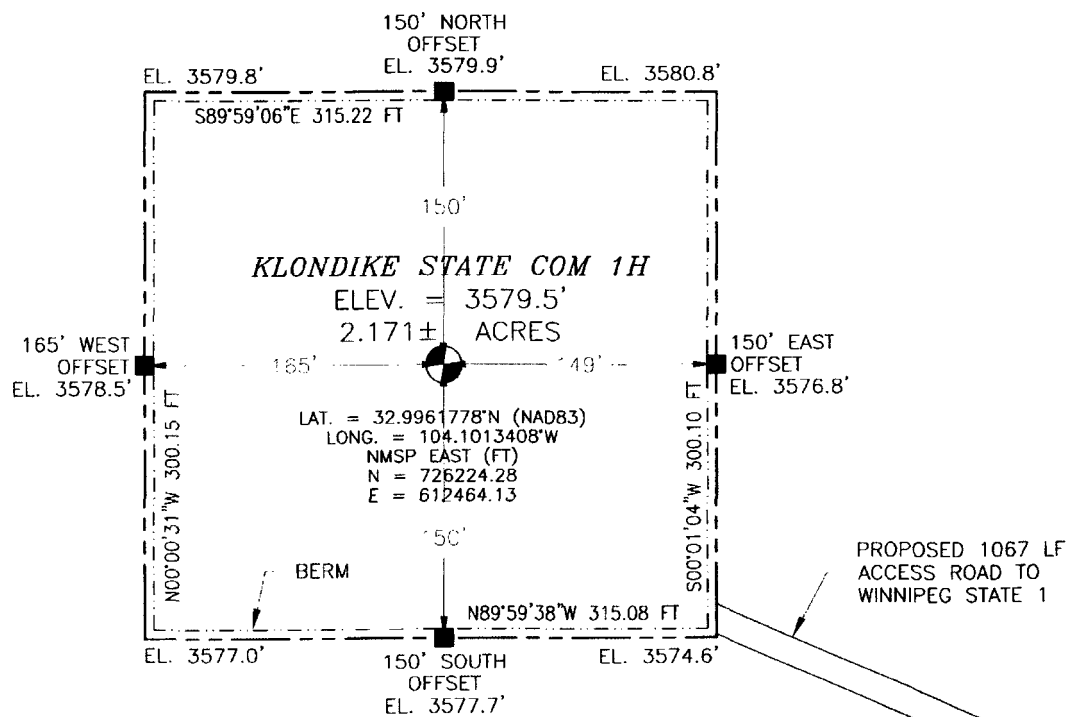 150' NORTH
OFFSET
EL. 3579.9'
EL. 3579.8'
EL. 3580.8'
S89°59'06"E 315.22 FT
150'
KLONDIKE STATE COM 1H
ELEV. = 3579.5'
2.171± ACRES
165' WEST
OFFSET
EL. 3578.5'
165'
149'
150' EAST
OFFSET
EL. 3576.8'
LAT. = 32.9961778°N (NAD83)
LONG. = 104.1013408°W
NMSP EAST (FT)
N = 726224.28
E = 612464.13
N00°00'31"W 300.15 FT
S00°01'04"W 300.10 FT
150'
BERM
PROPOSED 1067 LF
ACCESS ROAD TO
WINNIPEG STATE 1
N89°59'38"W 315.08 FT
EL. 3577.0'
EL. 3574.6'
150' SOUTH
OFFSET
EL. 3577.7'